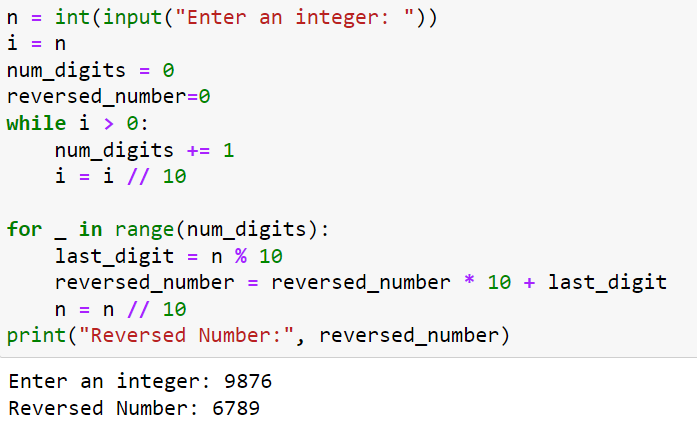 n = int(input("Enter an integer: "))
i = n
num_digits = 0
reversed_number=0
while i > 0:
    num_digits += 1
    i = i // 10

for _ in range(num_digits):
    last_digit = n % 10
    reversed_number = reversed_number * 10 + last_digit
    n = n // 10
print("Reversed Number:", reversed_number)
Enter an integer: 9876
Reversed Number: 6789